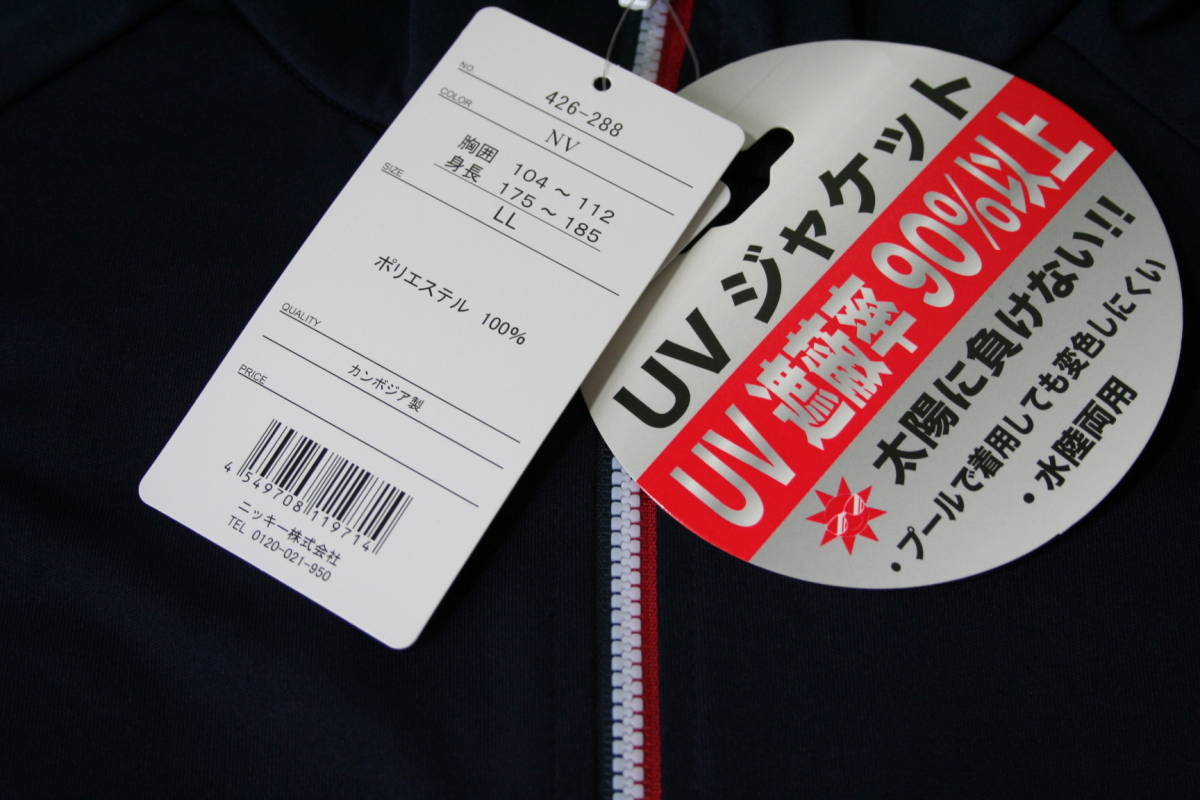 NO
426-288
COLOR
NV
SIZE
胸囲 104～112
身長 175～185
LL
ポリエステル 100%
QUALITY
カンボジア製
PRICE
4 549708 119714
ニッキー株式会社
TEL 0120-021-950
UVジャケット
UV遮蔽率90%以上
太陽に負けない!!
・プールで着用しても変色しにくい
・水陸両用